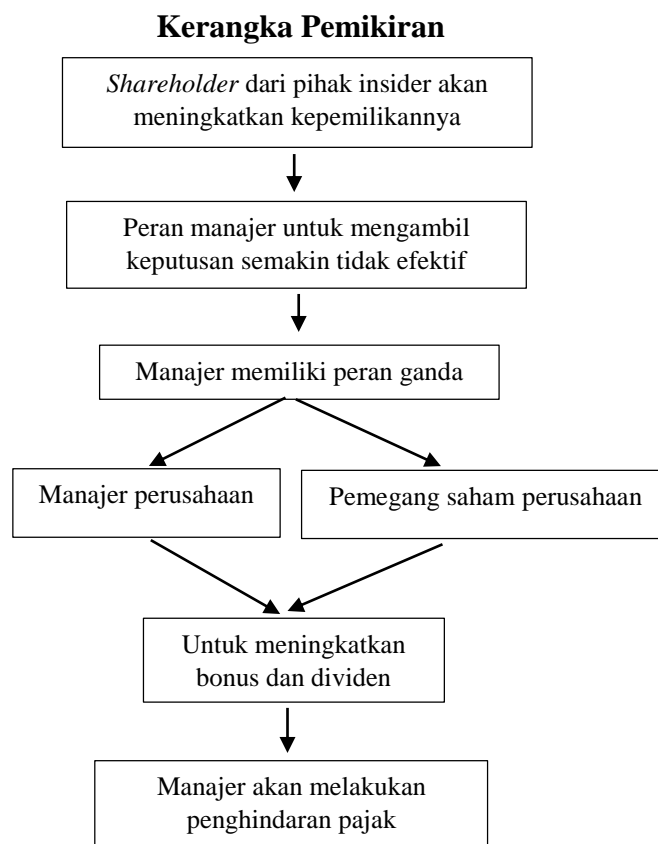 Kerangka Pemikiran
Shareholder dari pihak insider akan
meningkatkan kepemilikannya
Peran manajer untuk mengambil
keputusan semakin tidak efektif
Manajer memiliki peran ganda
Manajer perusahaan
Pemegang saham perusahaan
Untuk meningkatkan
bonus dan dividen
Manajer akan melakukan
penghindaran pajak